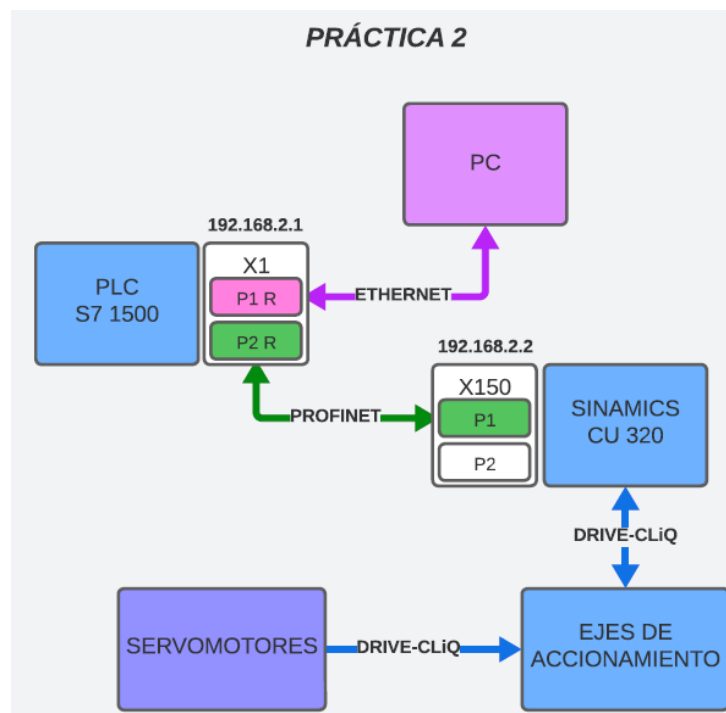 PRÁCTICA 2
PC
192.168.2.1
X1
P1 R
P2 R
PLC
S7 1500
ETHERNET
192.168.2.2
X150
P1
P2
PROFINET
SINAMICS
CU 320
DRIVE-CLiQ
SERVOMOTORES
DRIVE-CLiQ
EJES DE
ACCIONAMIENTO